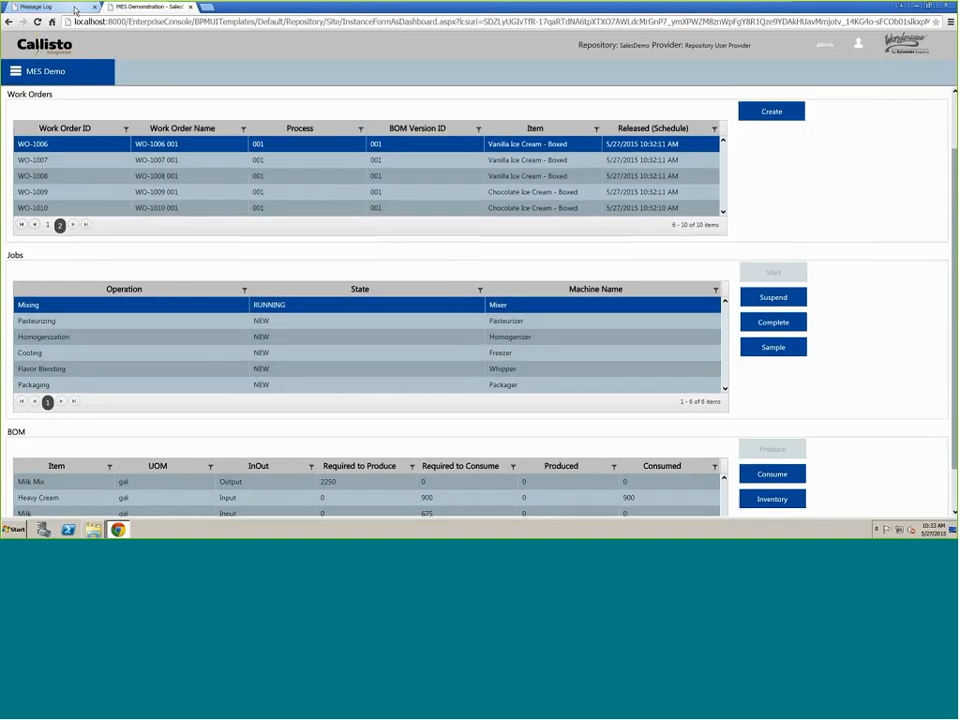 Message Log
MES Demonstration - Sales
Callisto
Repository: SalesDemo Provider: Repository User Provider
admin
Wonderware
MES Demo
Work Orders
Create
Work Order ID Work Order Name Process BOM Version ID Item Released (Schedule)
WO-1006 WO-1006 001 001 001 Vanilla Ice Cream - Boxed 5/27/2015 10:32:11 AM
WO-1007 WO-1007 001 001 001 Vanilla Ice Cream - Boxed 5/27/2015 10:32:11 AM
WO-1008 WO-1008 001 001 001 Vanilla Ice Cream - Boxed 5/27/2015 10:32:11 AM
WO-1009 WO-1009 001 001 001 Chocolate Ice Cream - Boxed 5/27/2015 10:32:11 AM
WO-1010 WO-1010 001 001 001 Chocolate Ice Cream - Boxed 5/27/2015 10:32:10 AM
1 2 6 - 10 of 10 items
Jobs
Start
Operation State Machine Name
Suspend
Mixing RUNNING Mixer
Pasteurizing NEW Pasteurizer
Complete
Homogenization NEW Homogenizer
Sample
Cooling NEW Freezer
Flavor Blending NEW Whipper
Packaging NEW Packager
1 1 - 6 of 6 items
BOM
Produce
Item UOM InOut Required to Produce Required to Consume Produced Consumed
Consume
Milk Mix gal Output 2250 0 0 0
Heavy Cream gal Input 0 900 0 900
Inventory
Milk gal Input 0 675 0 0
Start
10:33 AM
5/27/2015